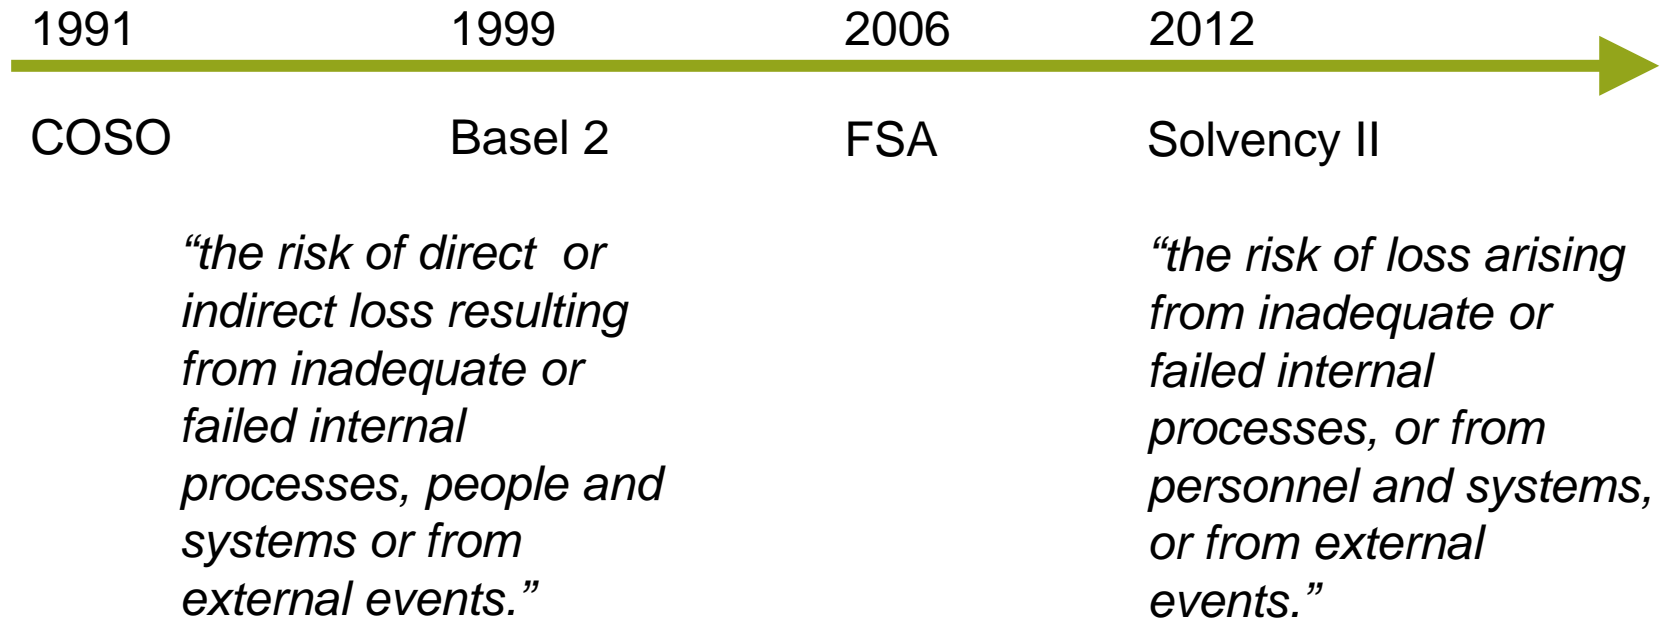 1991 1999 2006 2012
COSO Basel 2 FSA Solvency II
“the risk of direct or
indirect loss resulting
from inadequate or
failed internal
processes, people and
systems or from
external events.”
“the risk of loss arising
from inadequate or
failed internal
processes, or from
personnel and systems,
or from external
events.”